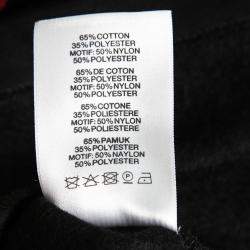 65% COTTON
35% POLYESTER
MOTIF: 50% NYLON
50% POLYESTER
65% DE COTON
35% POLYESTER
MOTIF: 50% NYLON
50% POLYESTER
65% COTONE
35% POLIESTERE
MOTIF: 50% NYLON
50% POLIESTERE
65% PAMUK
35% POLYESTER
MOTIF: 50% NYLON
50% POLYESTER